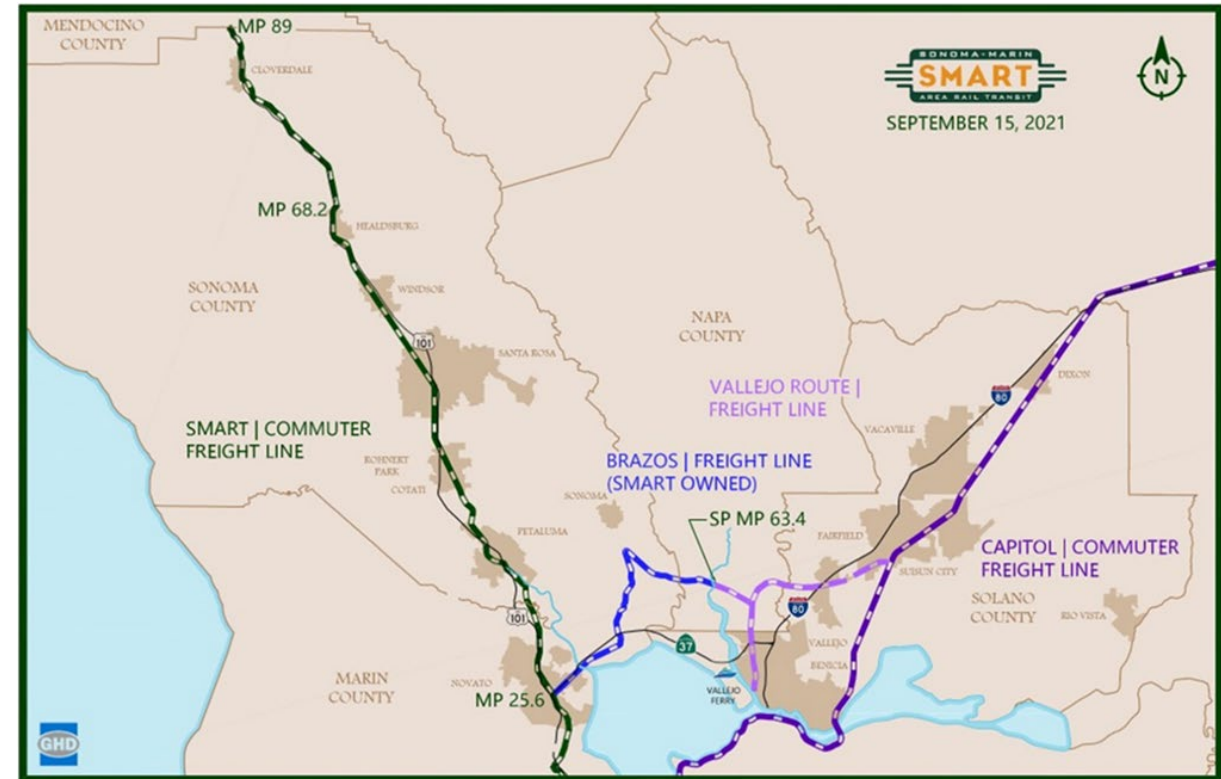 MENDOCINO
COUNTY
MP 89
CLOVERDALE
SONOMA-MARIN
SMART
AREA RAIL TRANSIT
N
SEPTEMBER 15, 2021
MP 68.2
HEALDSBURG
SONOMA
COUNTY
WINDSOR
NAPA
COUNTY
101
SANTA ROSA
VALLEJO ROUTE |
FREIGHT LINE
80
DIXON
SMART | COMMUTER
FREIGHT LINE
VACAVILLE
ROHNERT
PARK
COTATI
BRAZOS | FREIGHT LINE
(SMART OWNED)
SONOMA
SP MP 63.4
PETALUMA
FAIRFIELD
CAPITOL | COMMUTER
FREIGHT LINE
SUISUN CITY
SOLANO
COUNTY
RIO VISTA
101
80
37
VALLEJO
BENICIA
MARIN
COUNTY
NOVATO
MP 25.6
VALLEJO
FERRY
GHD